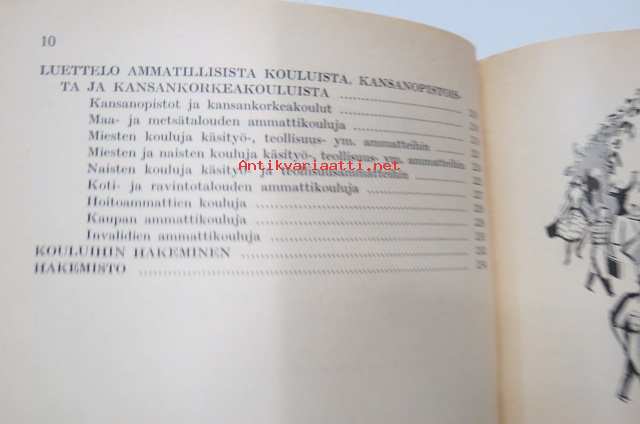 10
LUETTELO AMMATILLISISTA KOULUISTA, KANSANOPISTOIS-
TA JA KANSANKORKEAKOULUISTA
Kansanopistot ja kansankorkeakoulut
Maa- ja metsätalouden ammattikouluja
Miesten kouluja käsityö-, teollisuus- ym. ammatteihin
Miesten ja naisten kouluja käsityö-, teollisuus- ym. ammatteihin
Antikvariaatti.net
Naisten kouluja käsityö- ja teollisuusammatteihin
Koti- ja ravintotalouden ammattikouluja
Hoitoammattien kouluja
Kaupan ammattikouluja
Invalidien ammattikouluja
KOULUIHIN HAKEMINEN
HAKEMISTO